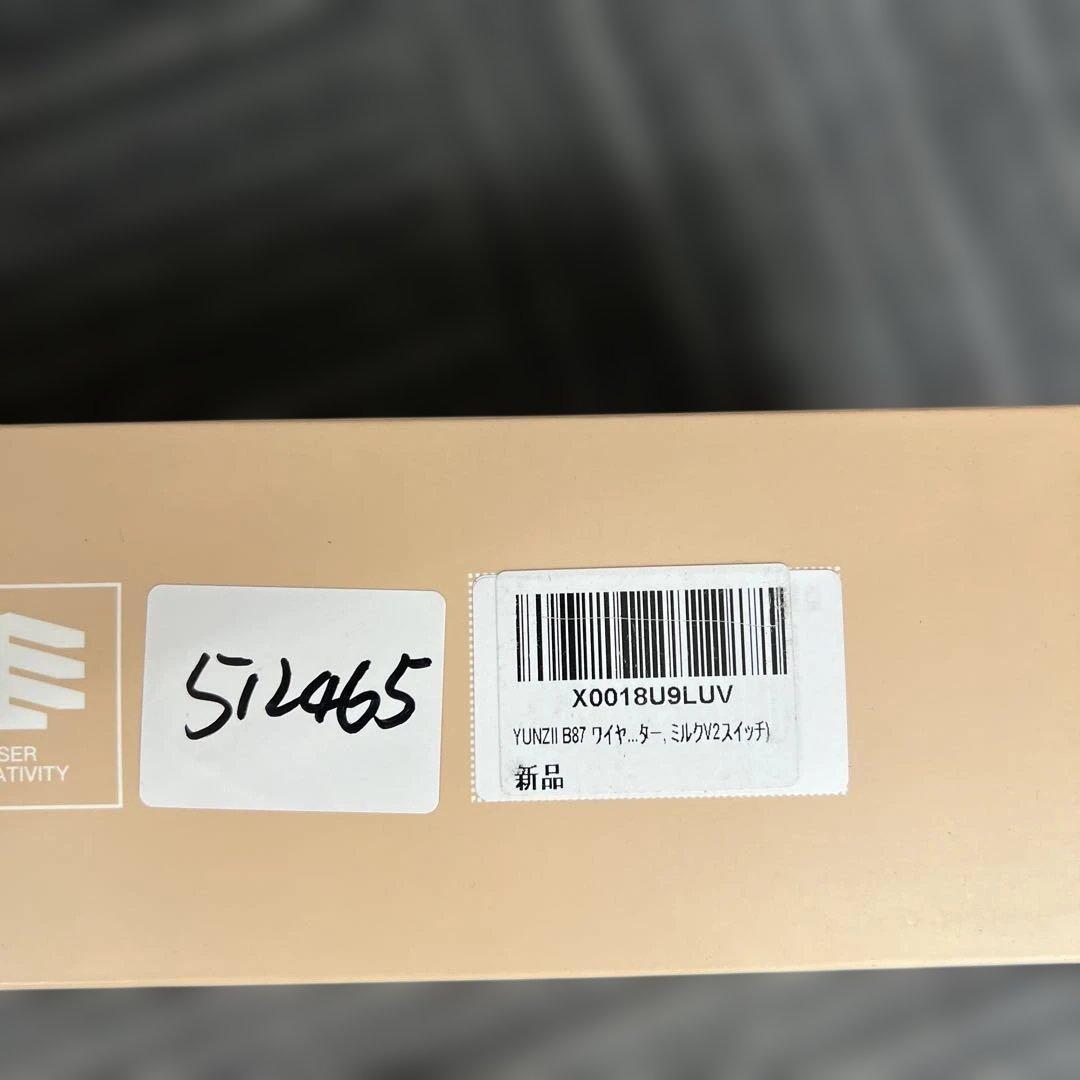 SER
ATIVITY
512465
X0018U9LUV
YUNZII B87 ワイヤ...ター, ミルクV2スイッチ)
新品